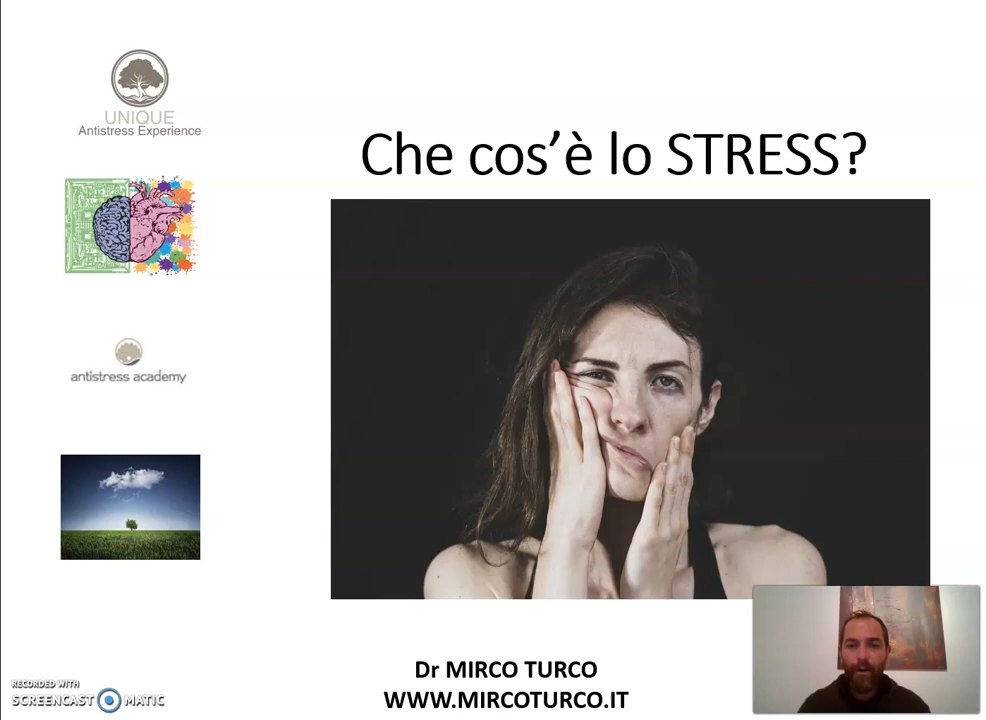 UNIQUE
Antistress Experience
Che cos’è lo STRESS?
antistress academy
Dr MIRCO TURCO
WWW.MIRCOTURCO.IT
RECORDED WITH
SCREENCAST MATIC